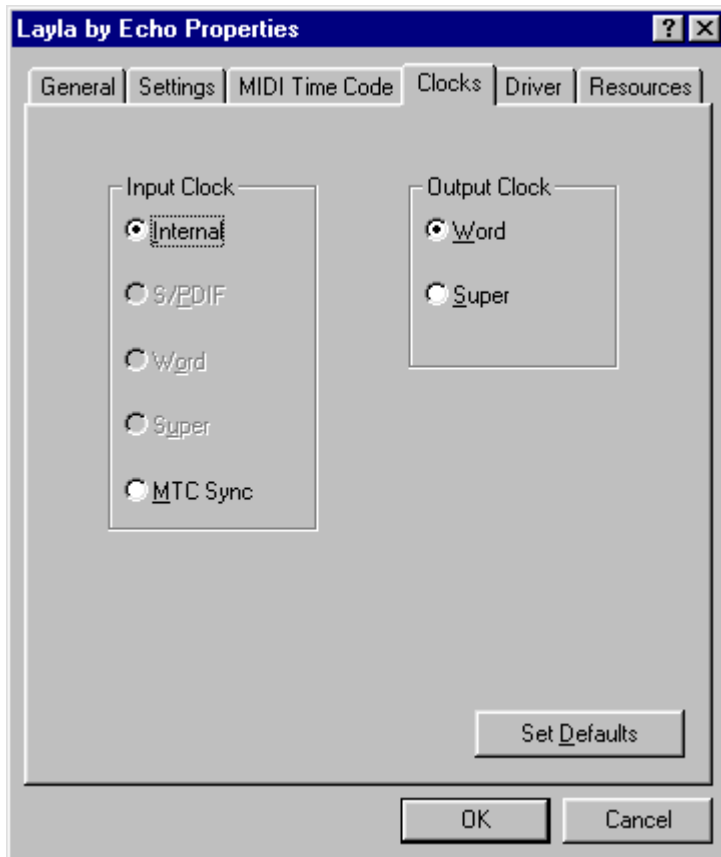 Layla by Echo Properties
General Settings MIDI Time Code Clocks Driver Resources
Input Clock
Internal
S/PDIF
Word
Super
MTC Sync
Output Clock
Word
Super
Set Defaults
OK Cancel